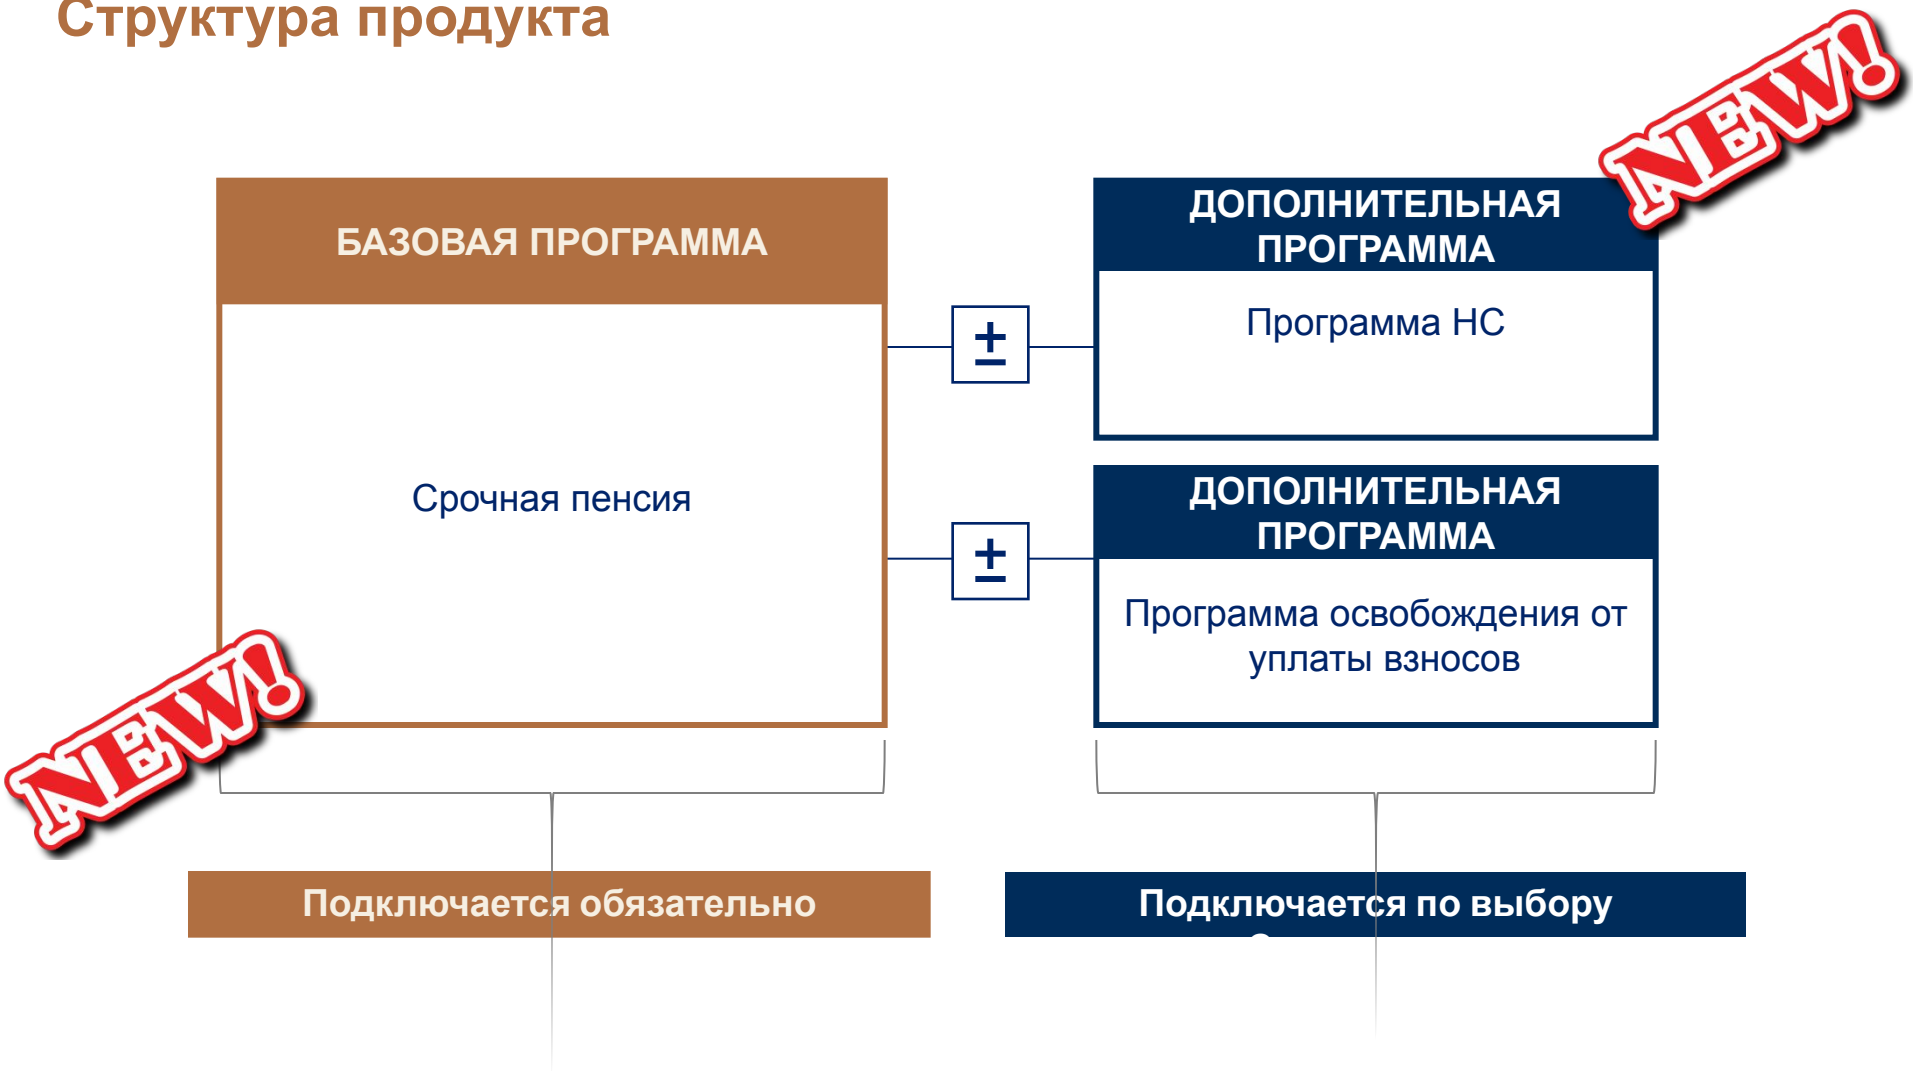 Структура продукта
NEW!
БАЗОВАЯ ПРОГРАММА
Срочная пенсия
±
±
ДОПОЛНИТЕЛЬНАЯ
ПРОГРАММА
Программа НС
ДОПОЛНИТЕЛЬНАЯ
ПРОГРАММА
Программа освобождения от
уплаты взносов
NEW!
Подключается обязательно
Подключается по выбору